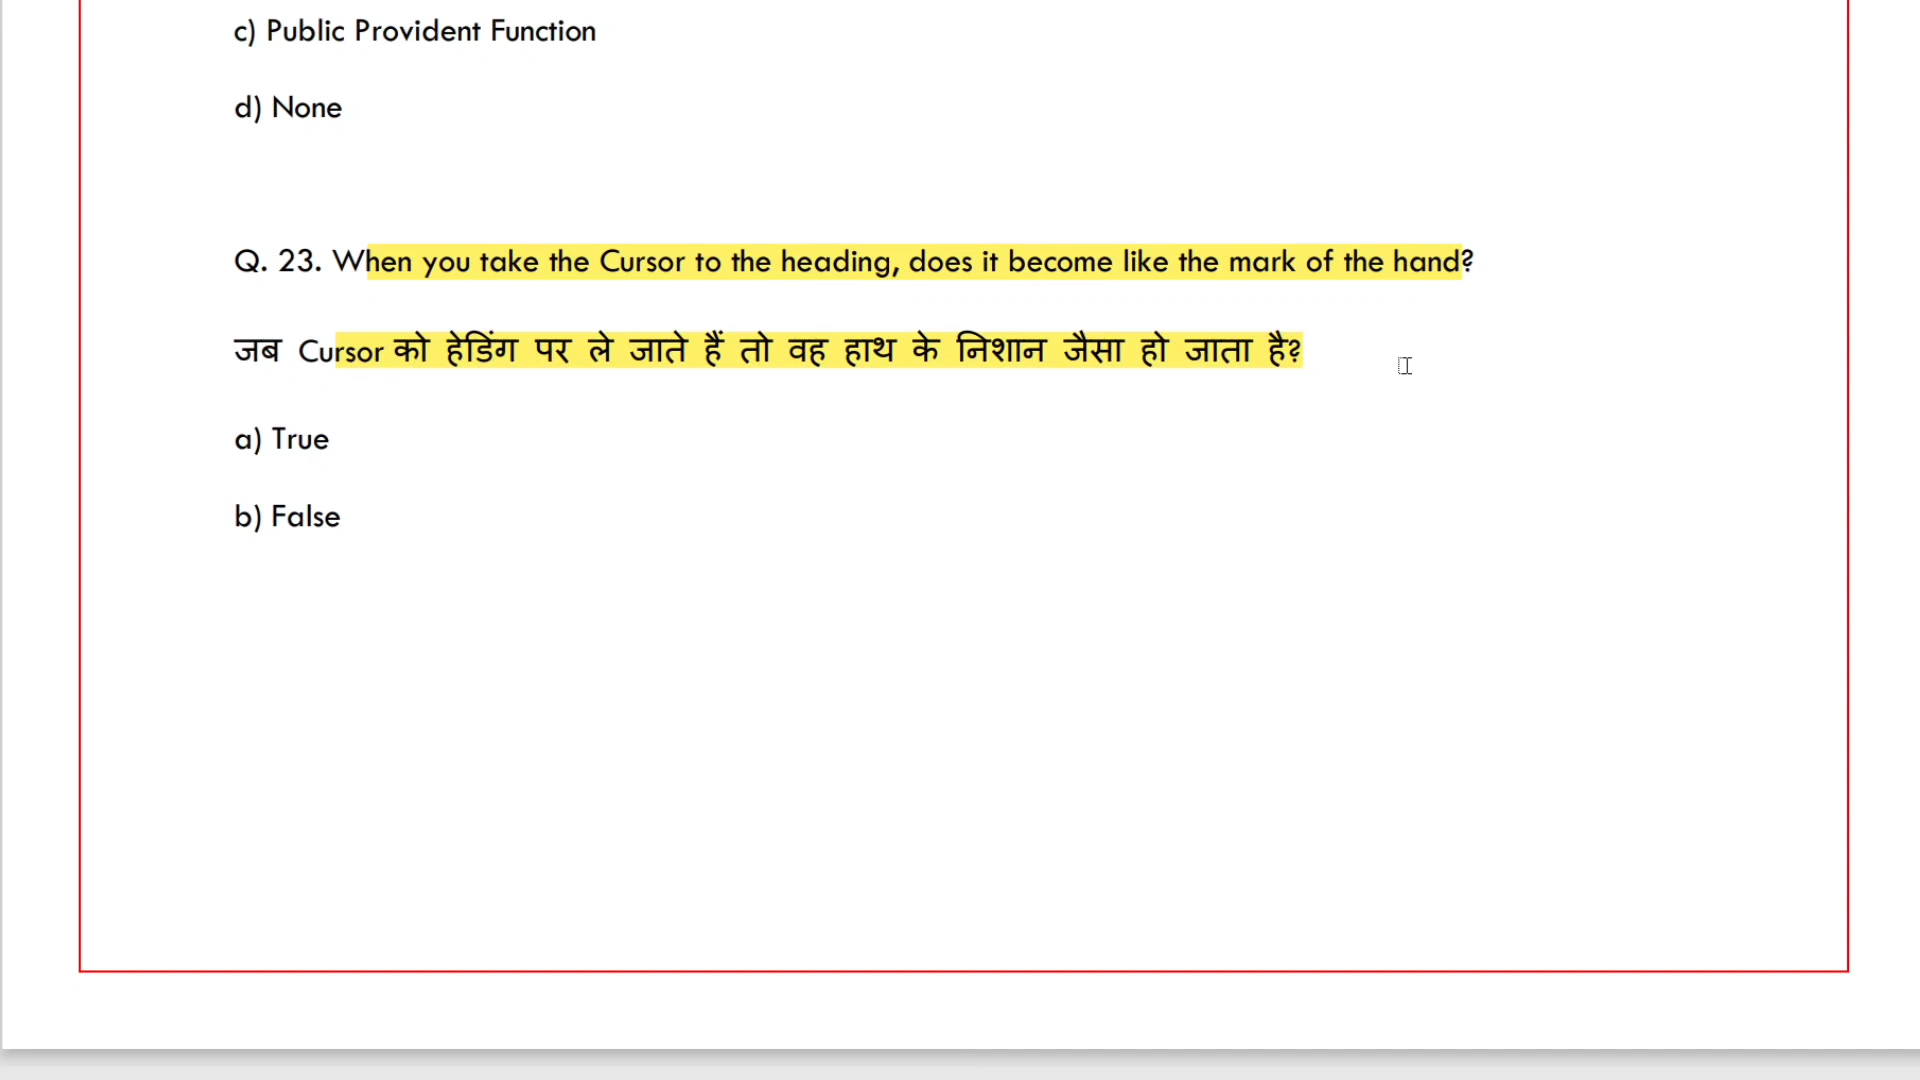 c) Public Provident Function
d) None
Q. 23. When you take the Cursor to the heading, does it become like the mark of the hand?
जब Cursor को हेडिंग पर ले जाते हैं तो वह हाथ के निशान जैसा हो जाता है?
a) True
b) False